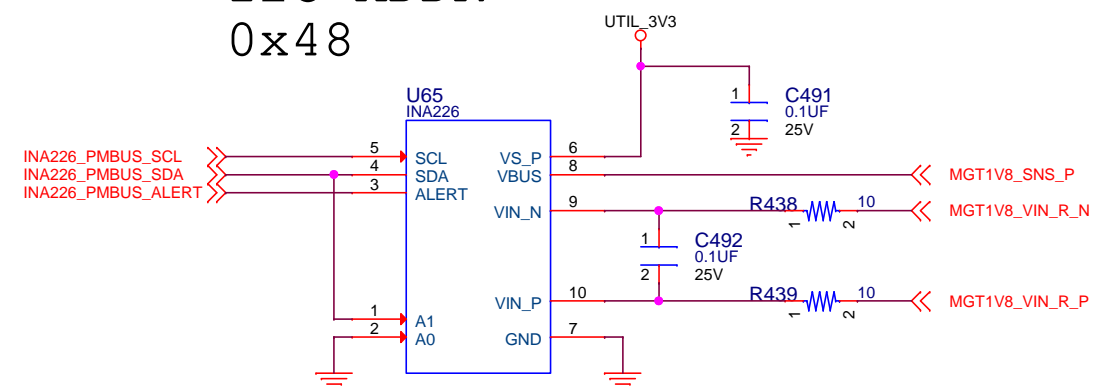 0x48
UTIL_3V3
U65
INA226
1
C491
0.1UF
2
25V
INA226_PMBUS_SCL
5
SCL
VS_P
6
INA226_PMBUS_SDA
4
SDA
VBUS
8
MGT1V8_SNS_P
INA226_PMBUS_ALERT
3
ALERT
VIN_N
9
R438
1
2
10
MGT1V8_VIN_R_N
1
C492
0.1UF
2
25V
VIN_P
10
R439
1
2
10
MGT1V8_VIN_R_P
1
A1
2
A0
GND
7